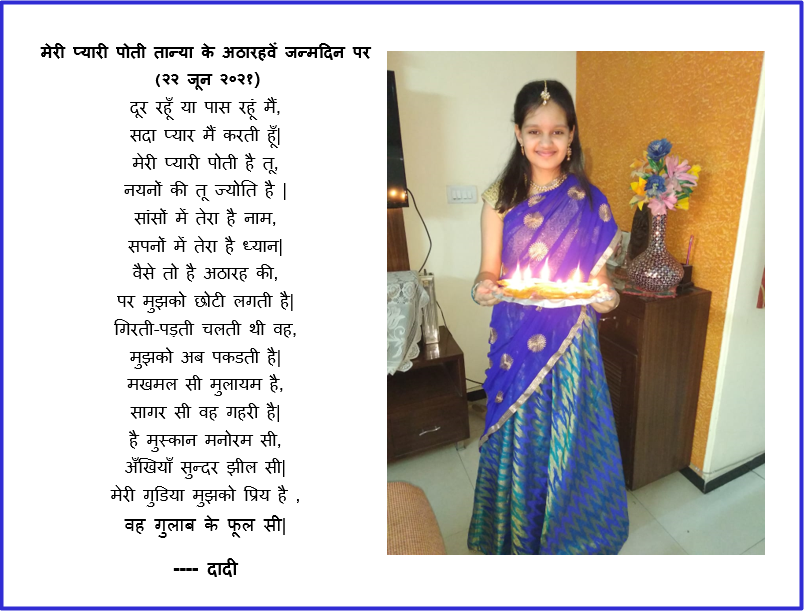 मेरी प्यारी पोती तान्या के अठारहवें जन्मदिन पर
(२२ जून २०२१)
दूर रहूँ या पास रहूं मैं,
सदा प्यार मैं करती हूँ|
मेरी प्यारी पोती है तू,
नयनों की तू ज्योति है |
सांसों में तेरा है नाम,
सपनों में तेरा है ध्यान|
वैसे तो है अठारह की,
पर मुझको छोटी लगती है|
गिरती-पड़ती चलती थी वह,
मुझको अब पकडती है|
मखमल सी मुलायम है,
सागर सी वह गहरी है|
है मुस्कान मनोरम सी,
अँखियाँ सुन्दर झील सी|
मेरी गुडिया मुझको प्रिय है ,
वह गुलाब के फूल सी|
---- दादी